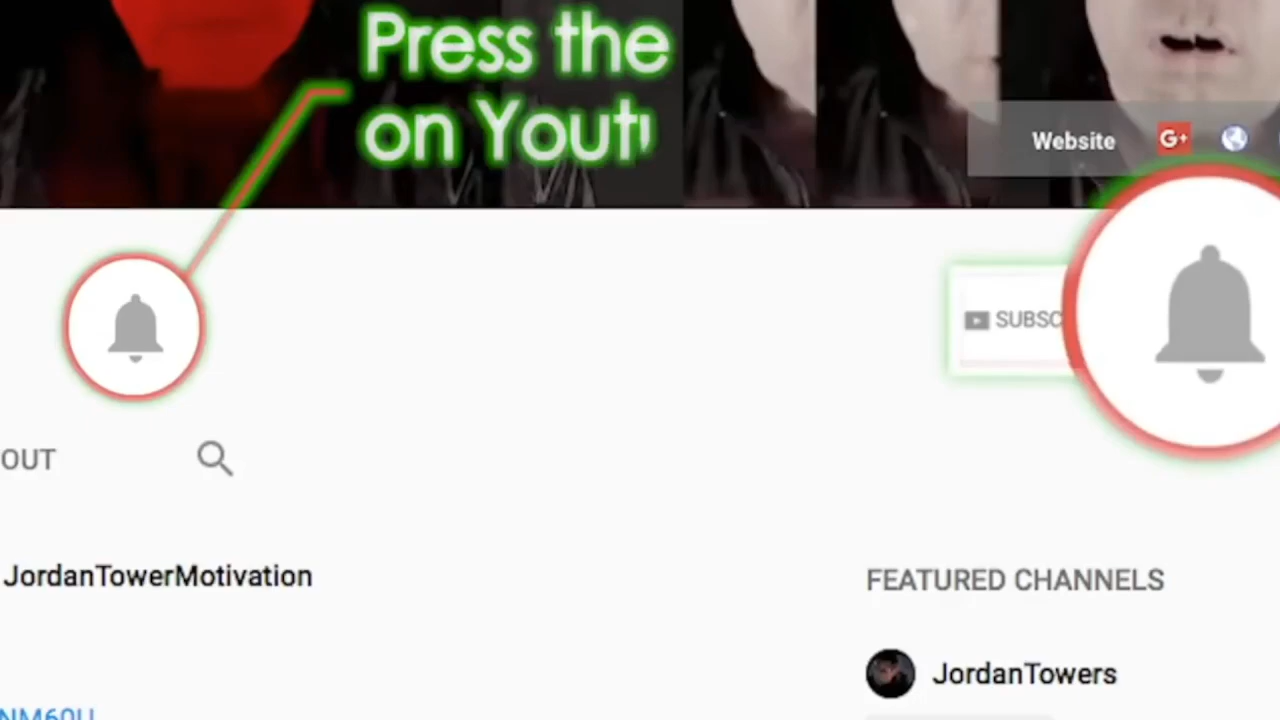 Press the
on Yout
Website
G+
SUBSC
OUT
JordanTowerMotivation
FEATURED CHANNELS
JordanTowers